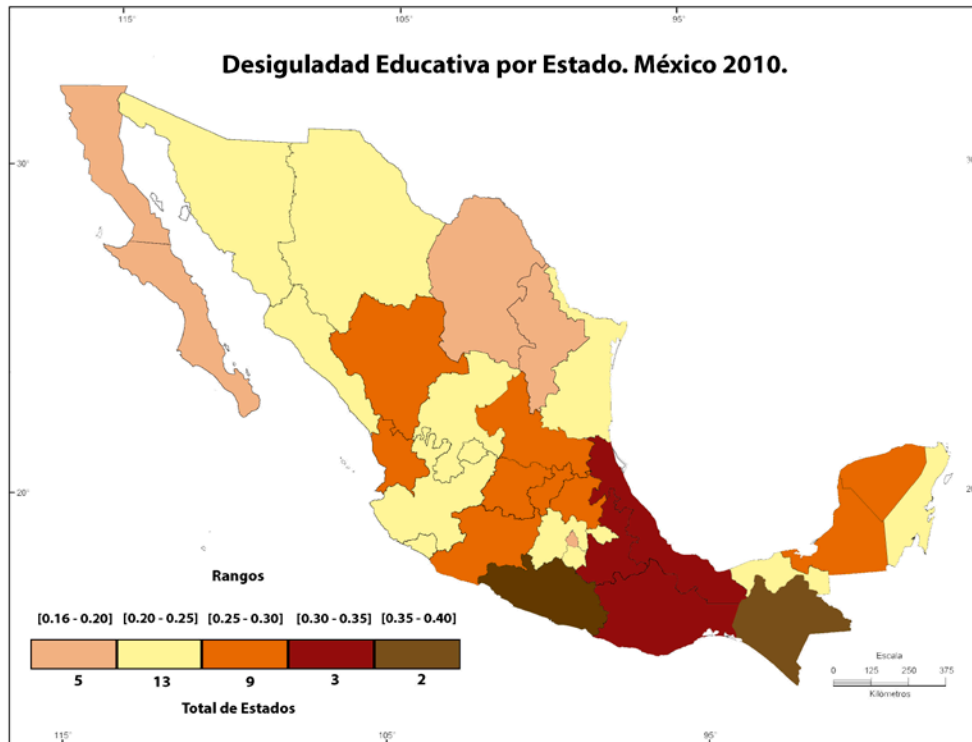 115° 105° 95°
Desiguladad Educativa por Estado. México 2010.
30° 30
20° 20
Rangos
[0.16 - 0.20] [0.20 - 0.25] [0.25 - 0.30] [0.30 - 0.35] [0.35 - 0.40]
5 13 9 3 2
Total de Estados
Escala
0 125 250 375
Kilómetros
115° 105° 95°